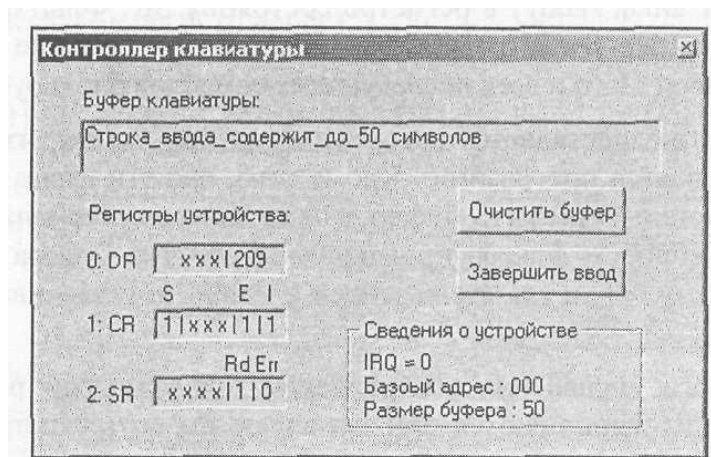 Контроллер клавиатуры
Буфер клавиатуры:
Строка_ввода_содержит_до_50_символов
Регистры устройства:
Очистить буфер
0: DR xxx|209
Завершить ввод
S E I
1: CR 1|xxx|1|1
Rd Err
2: SR xxxx|1|0
Сведения о устройстве
IRQ = 0
Базоый адрес : 000
Размер буфера : 50